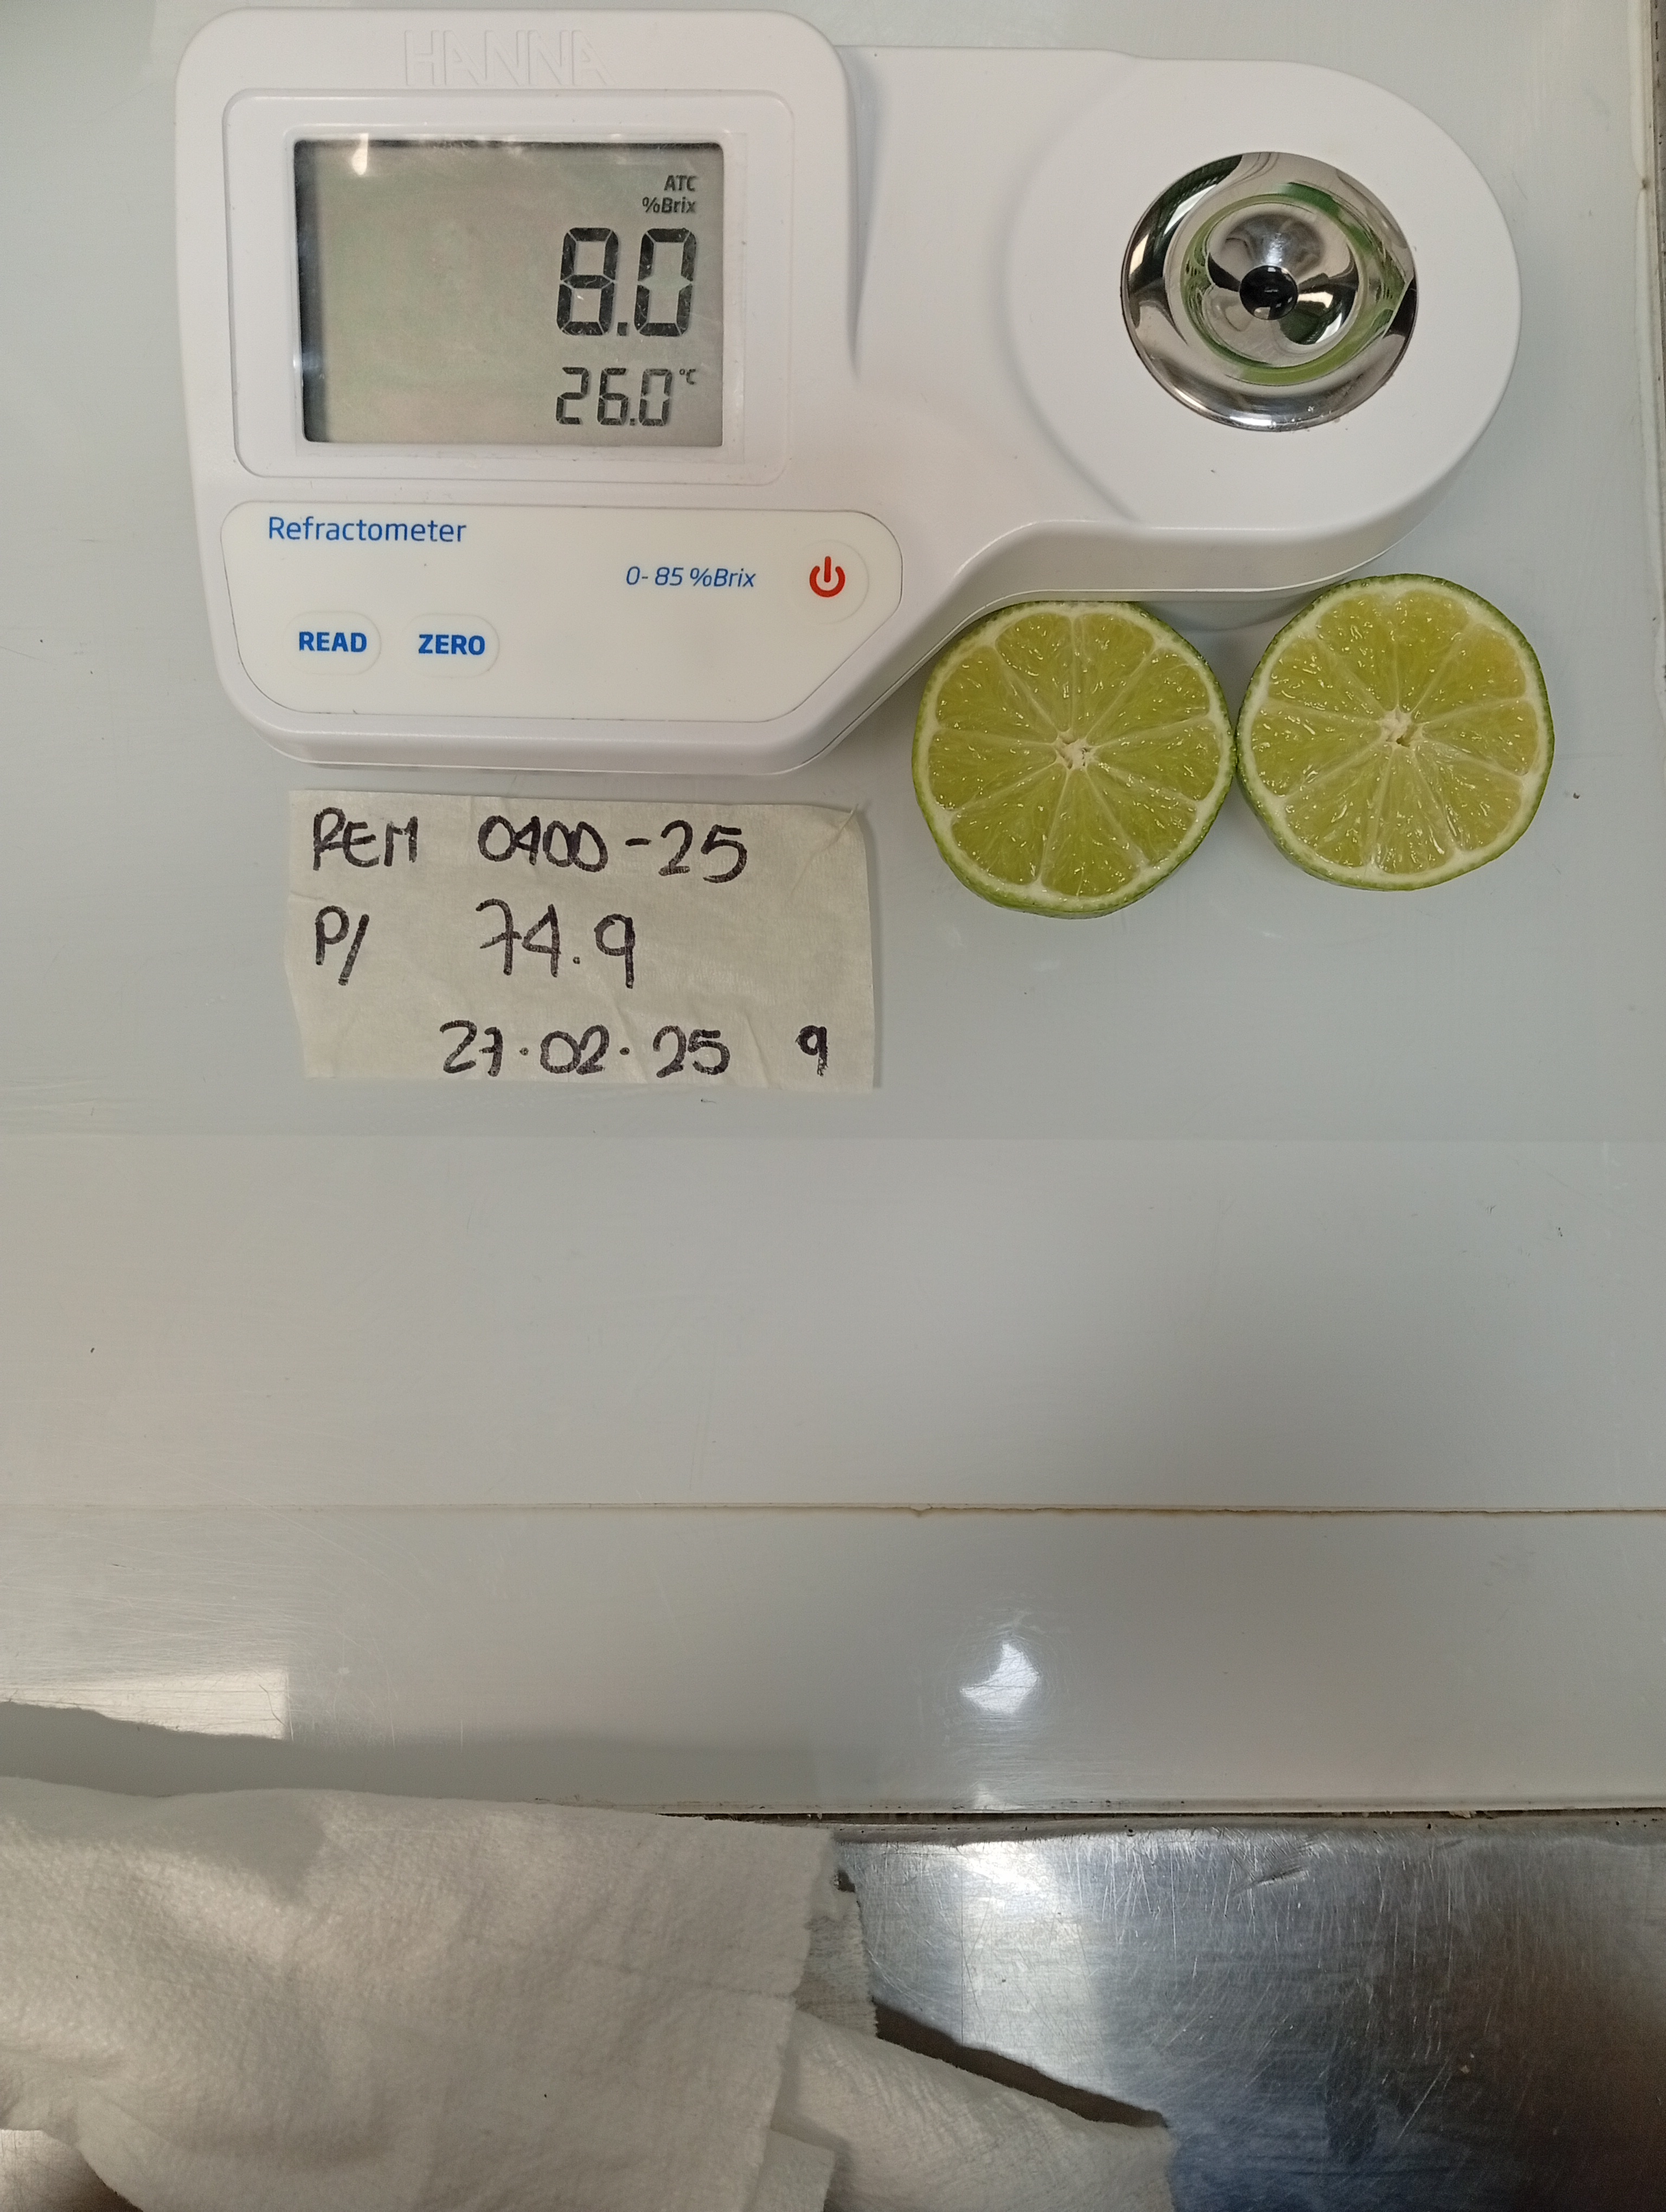 HANNA
ATC
%Brix
8.0
26.0 °C
Refractometer
0-85 %Brix
READ ZERO
REM 0400-25
P/ 74.9
27.02.25 9